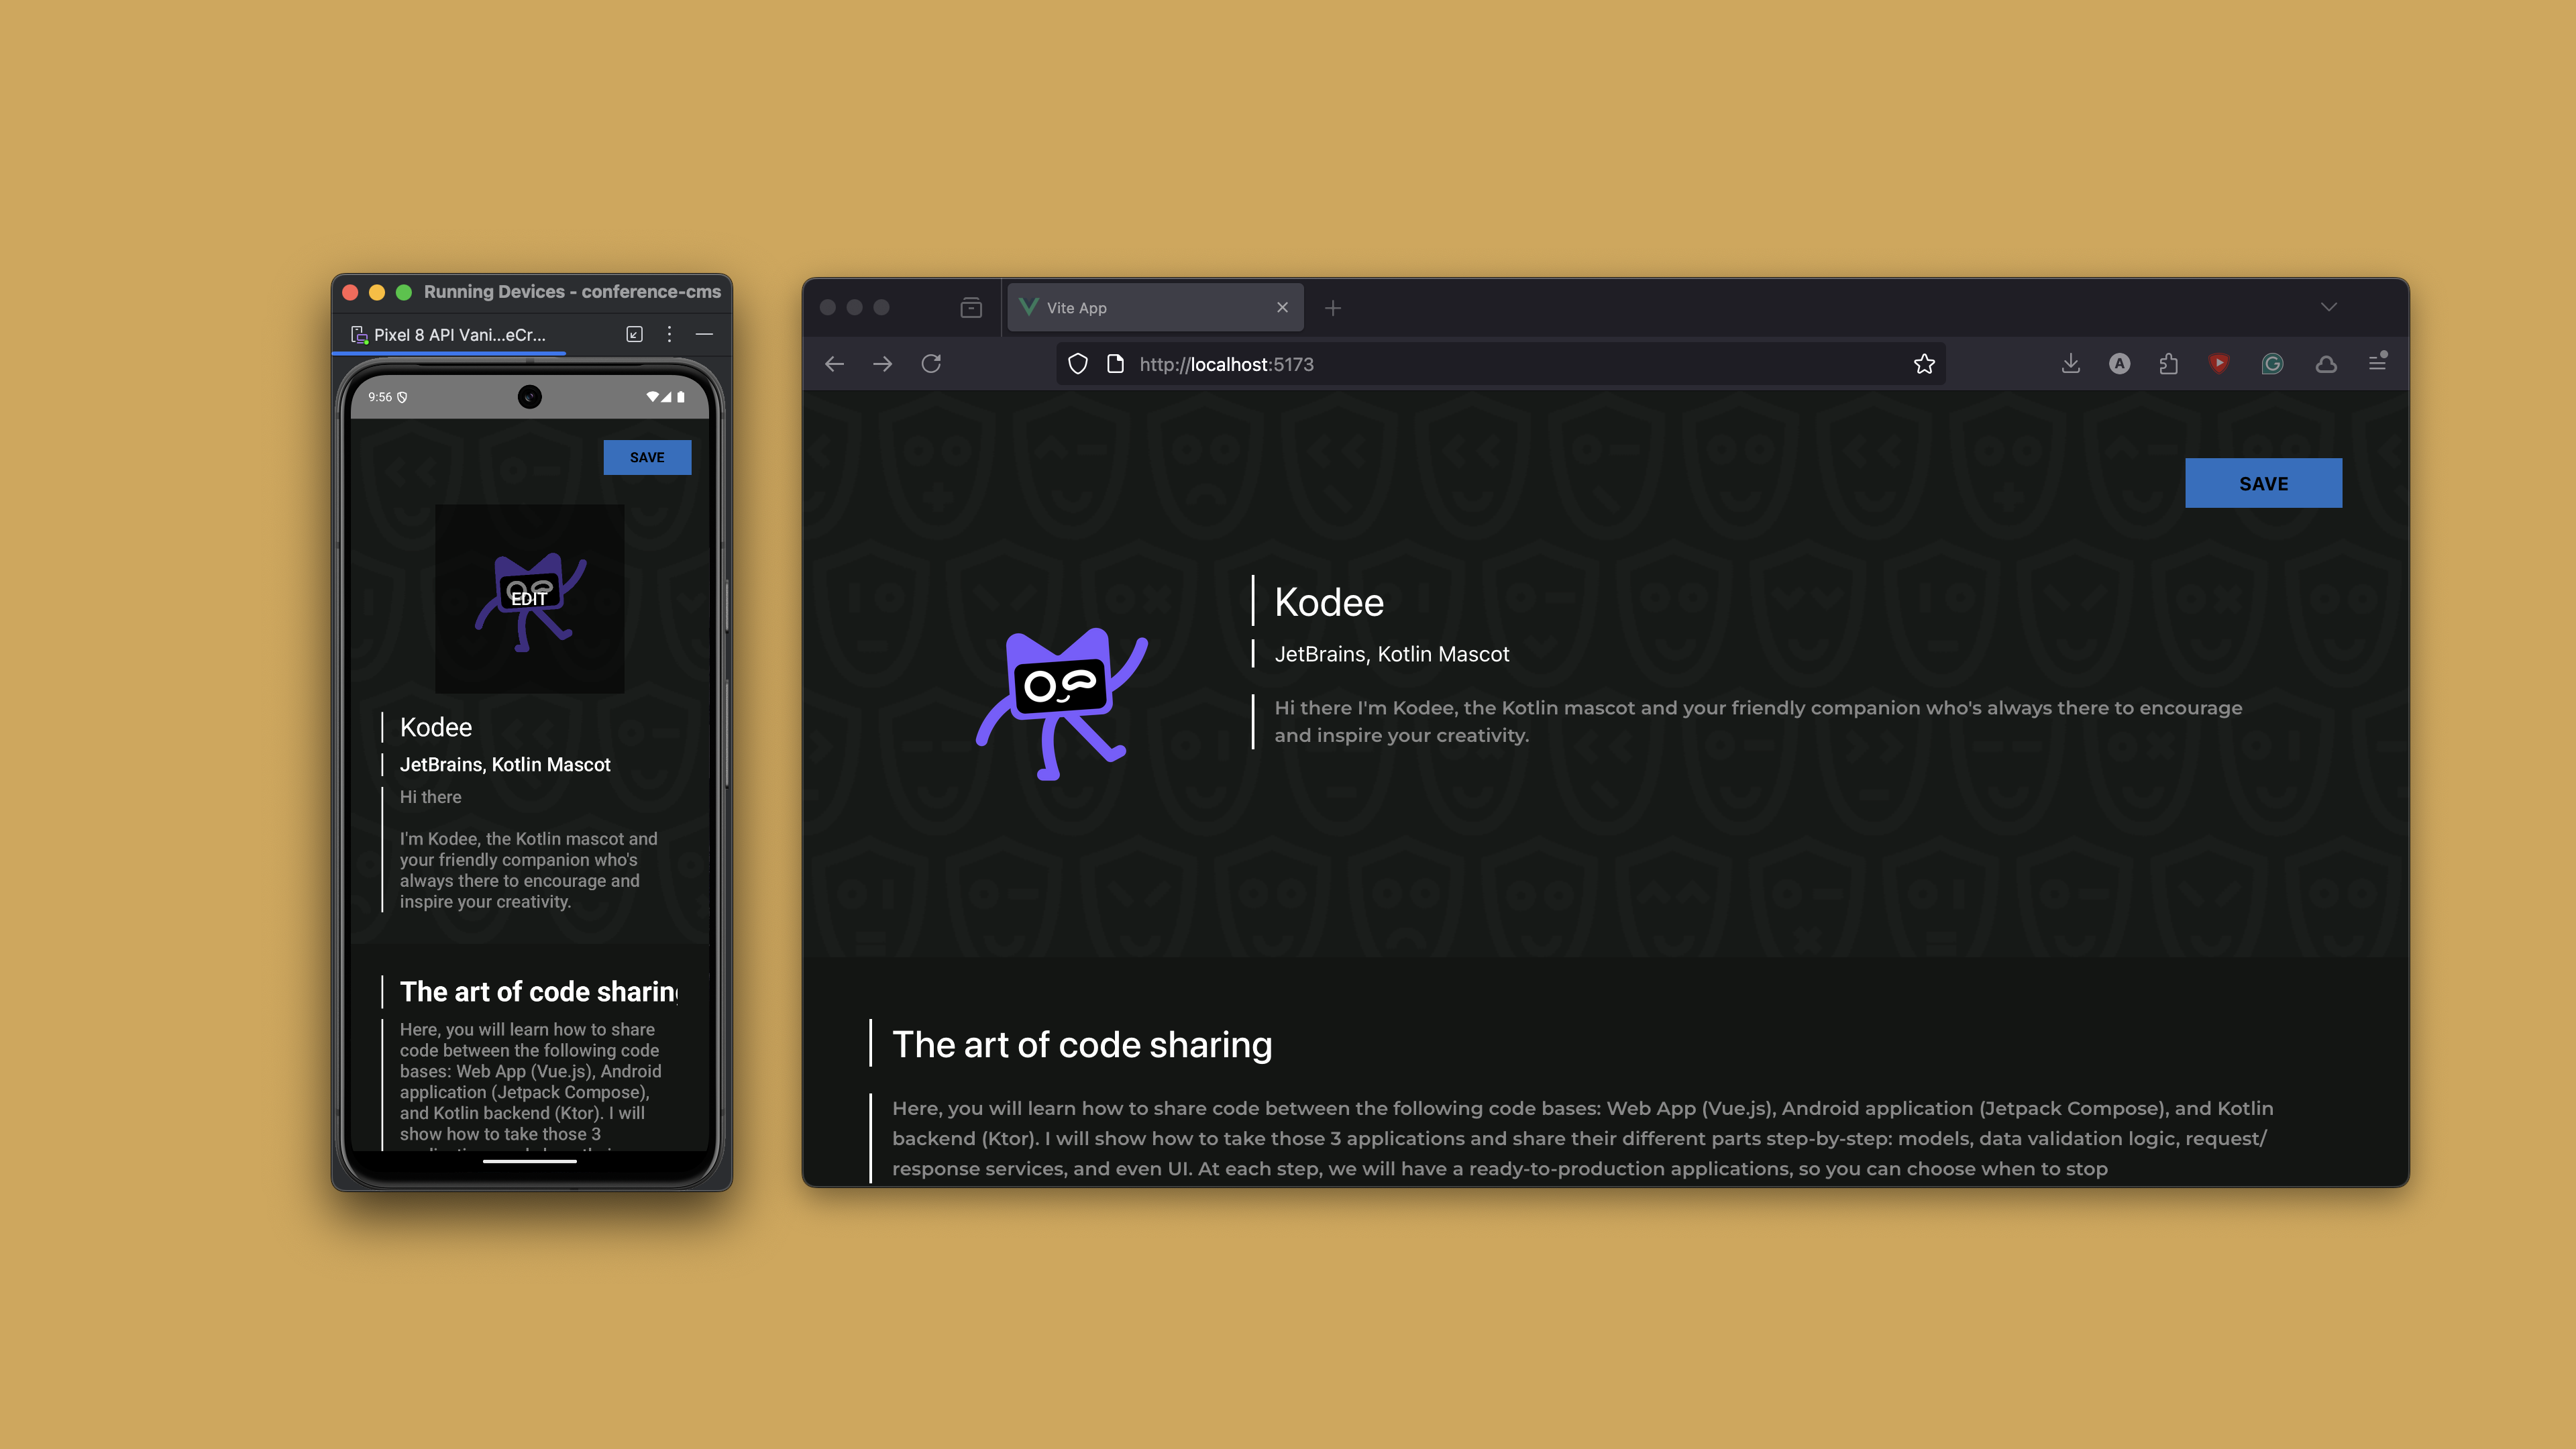 Running Devices - conference-cms
Pixel 8 API Vani...eCr...
9:56
SAVE
EDIT
Kodee
JetBrains, Kotlin Mascot
Hi there
I'm Kodee, the Kotlin mascot and
your friendly companion who's
always there to encourage and
inspire your creativity.
The art of code sharin
Here, you will learn how to share
code between the following code
bases: Web App (Vue.js), Android
application (Jetpack Compose),
and Kotlin backend (Ktor). I will
show how to take those 3
Vite App
http://localhost:5173
SAVE
Kodee
JetBrains, Kotlin Mascot
Hi there I'm Kodee, the Kotlin mascot and your friendly companion who's always there to encourage
and inspire your creativity.
The art of code sharing
Here, you will learn how to share code between the following code bases: Web App (Vue.js), Android application (Jetpack Compose), and Kotlin
backend (Ktor). I will show how to take those 3 applications and share their different parts step-by-step: models, data validation logic, request/
response services, and even UI. At each step, we will have a ready-to-production applications, so you can choose when to stop